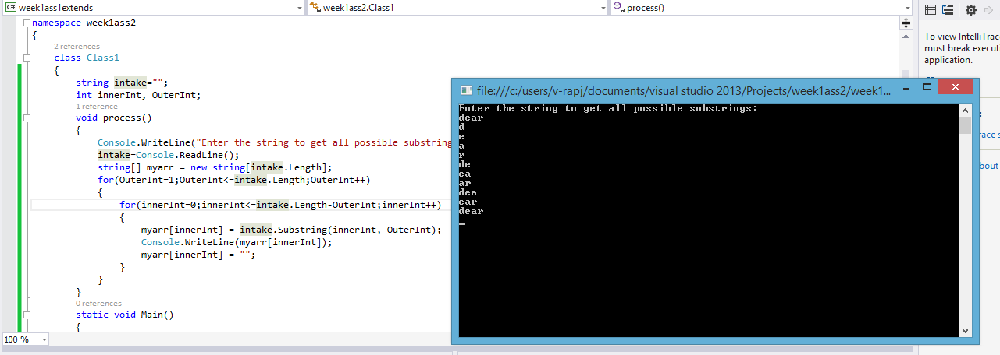 week1ass1extends
week1ass2.Class1
process()
namespace week1ass2
{
2 references
class Class1
{
string intake="";
int innerInt, OuterInt;
1 reference
void process()
{
Console.WriteLine("Enter the string to get all possible substring
intake=Console.ReadLine();
string[] myarr = new string[intake.Length];
for(OuterInt=1;OuterInt<=intake.Length;OuterInt++)
{
for(innerInt=0;innerInt<=intake.Length-OuterInt;innerInt++)
{
myarr[innerInt] = intake.Substring(innerInt, OuterInt);
Console.WriteLine(myarr[innerInt]);
myarr[innerInt] = "";
}
}
}
0 references
static void Main()
{
100 %
file:///c:/users/v-rapj/documents/visual studio 2013/Projects/week1ass2/week1...
Enter the string to get all possible substrings:
dear
d
e
a
r
de
ea
ar
dea
ear
dear
To view IntelliTrace
must break execut
application.
:
race s
bout